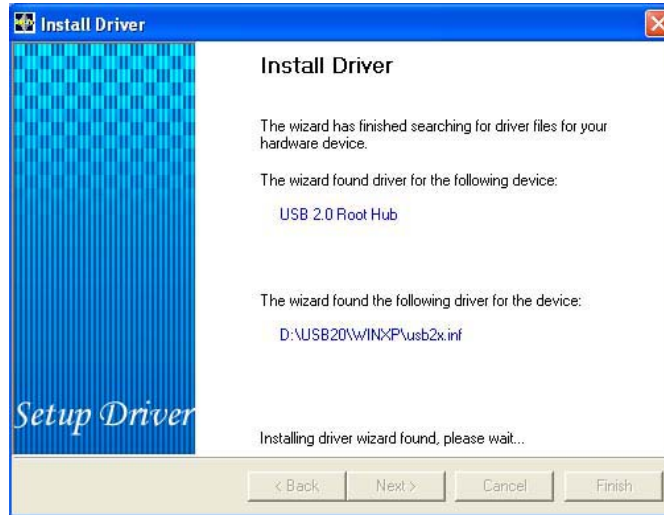 Install Driver
Install Driver
The wizard has finished searching for driver files for your
hardware device.
The wizard found driver for the following device:
USB 2.0 Root Hub
The wizard found the following driver for the device:
D:\USB20\WINXP\usb2x.inf
Setup Driver
Installing driver wizard found, please wait...
< Back Next > Cancel Finish